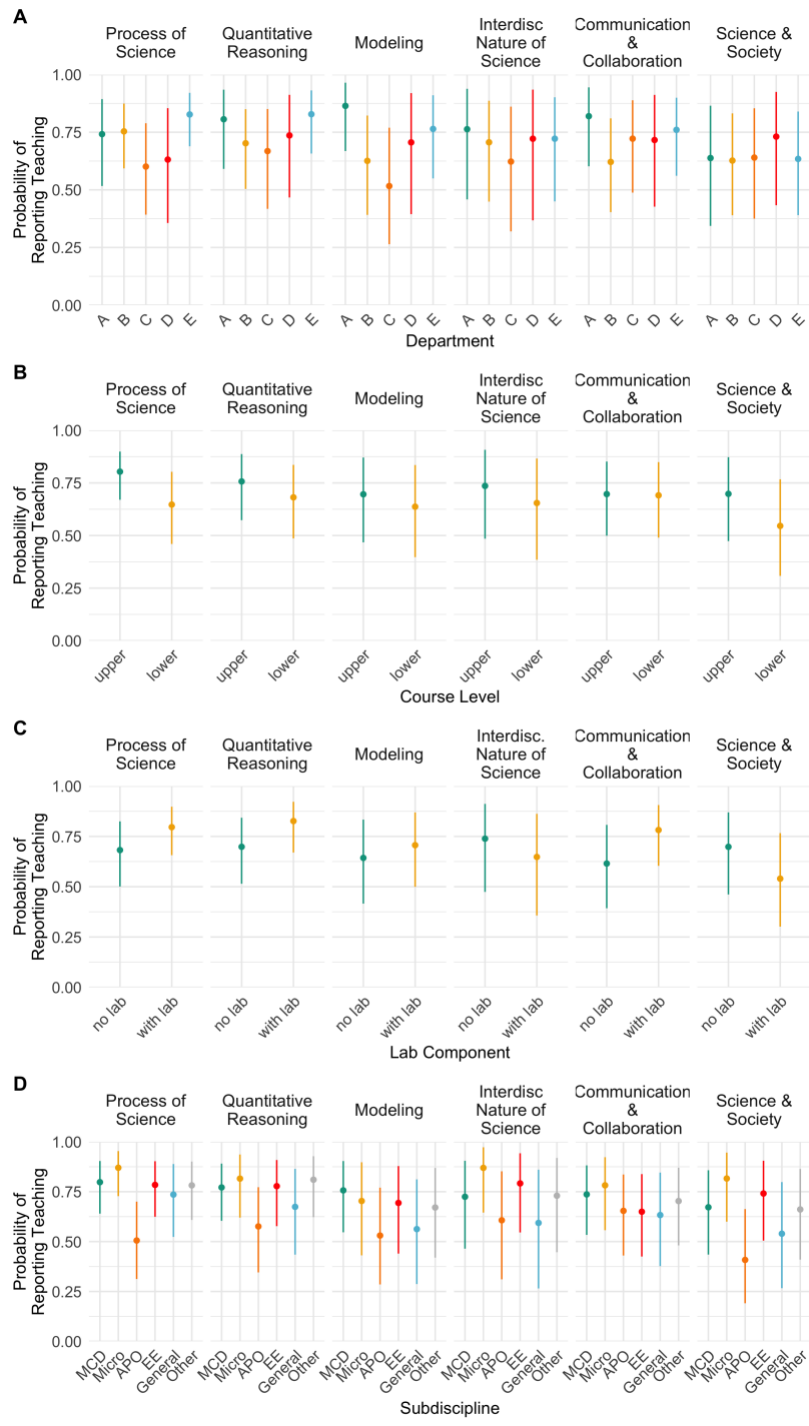 A
Process of
Science
Quantitative
Reasoning
Modeling
Interdisc
Nature of
Science
Communication
&
Collaboration
Science &
Society
Probability of
Reporting Teaching
1.00
0.75
0.50
0.25
0.00
A B C D E A B C D E A B C D E A B C D E A B C D E A B C D E
Department
B
Process of
Science
Quantitative
Reasoning
Modeling
Interdisc
Nature of
Science
Communication
&
Collaboration
Science &
Society
Probability of
Reporting Teaching
1.00
0.75
0.50
0.25
0.00
upper lower upper lower upper lower upper lower upper lower upper lower
Course Level
C
Process of
Science
Quantitative
Reasoning
Modeling
Interdisc.
Nature of
Science
Communication
&
Collaboration
Science &
Society
Probability of
Reporting Teaching
1.00
0.75
0.50
0.25
0.00
no lab with lab no lab with lab no lab with lab no lab with lab no lab with lab no lab with lab
Lab Component
D
Process of
Science
Quantitative
Reasoning
Modeling
Interdisc
Nature of
Science
Communication
&
Collaboration
Science &
Society
Probability of
Reporting Teaching
1.00
0.75
0.50
0.25
0.00
MCD Micro APO EE General Other MCD Micro APO EE General Other MCD Micro APO EE General Other MCD Micro APO EE General Other MCD Micro APO EE General Other MCD Micro APO EE General Other
Subdiscipline